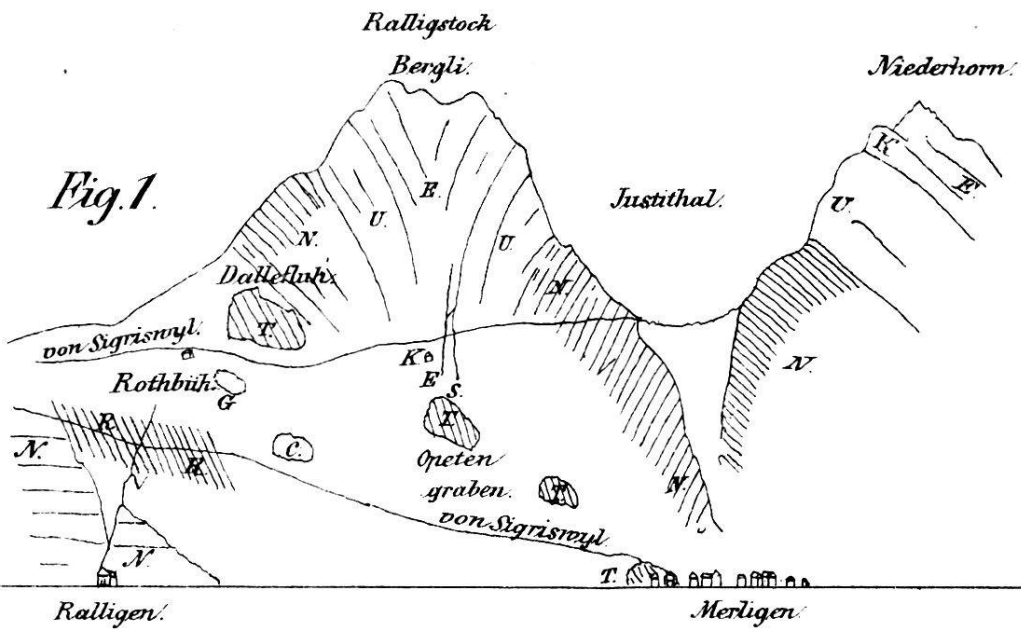 Ralligstock
Bergli.
Niederhorn.
Fig. 1.
K
E.
E.
Justithal.
U.
U.
U.
N.
Dallefluh.
N.
T.
von Sigriswyl.
K
N.
Rothbüh.
E
S.
G
R.
T
N.
C.
R.
Opeten
graben.
T.
N.
von Sigriswyl.
N.
T.
Ralligen.
Merligen.